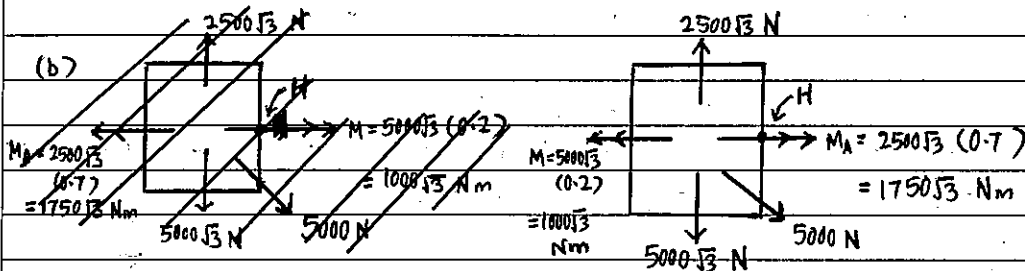 (b)
2500√3 N
H
M = 5000√3 (0.2)
= 1000√3 Nm
M_A = 2500√3
(0.7)
= 1750√3 Nm
5000√3 N
5000 N
2500√3 N
H
M = 5000√3
(0.2)
= 1000√3
Nm
M_A = 2500√3 (0.7)
= 1750√3 Nm
5000√3 N
5000 N